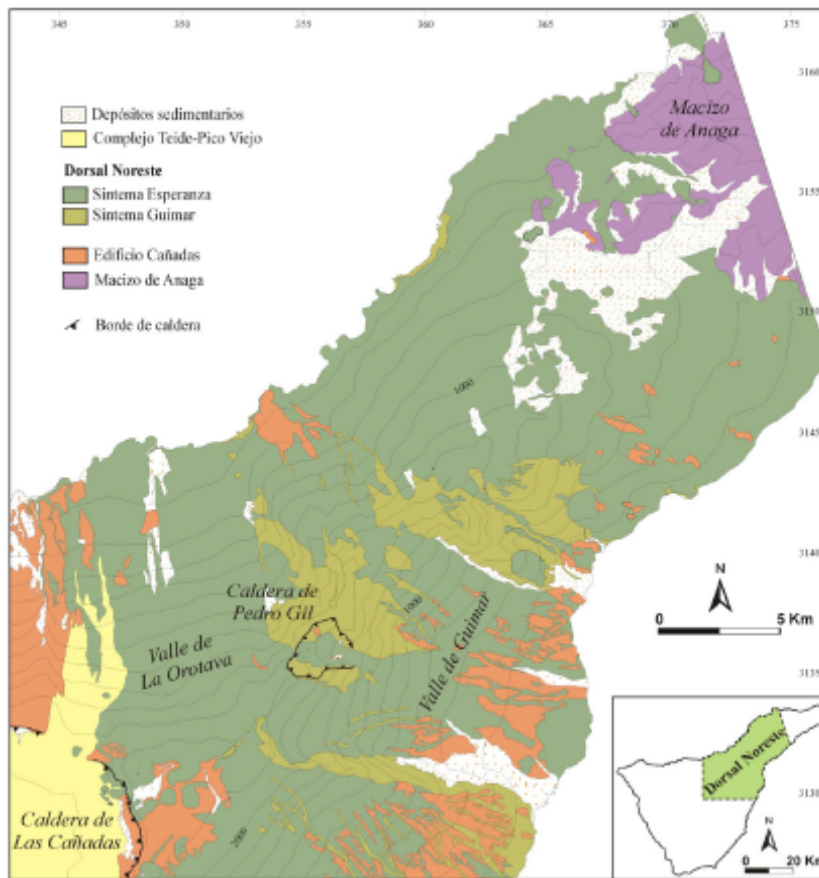 345
350
355
360
365
370
375
3160
3155
3150
3145
3140
3135
3130
Depósitos sedimentarios
Complejo Teide-Pico Viejo
Dorsal Noreste
Sintema Esperanza
Sintema Guimar
Edificio Cañadas
Macizo de Anaga
Borde de caldera
Macizo
de Anaga
1000
Caldera de
Pedro Gil
1000
Valle de
La Orotava
Valle de Guimar
N
0
5 Km
Caldera de
Las Cañadas
2000
Dorsal Noreste
N
0
20 Km